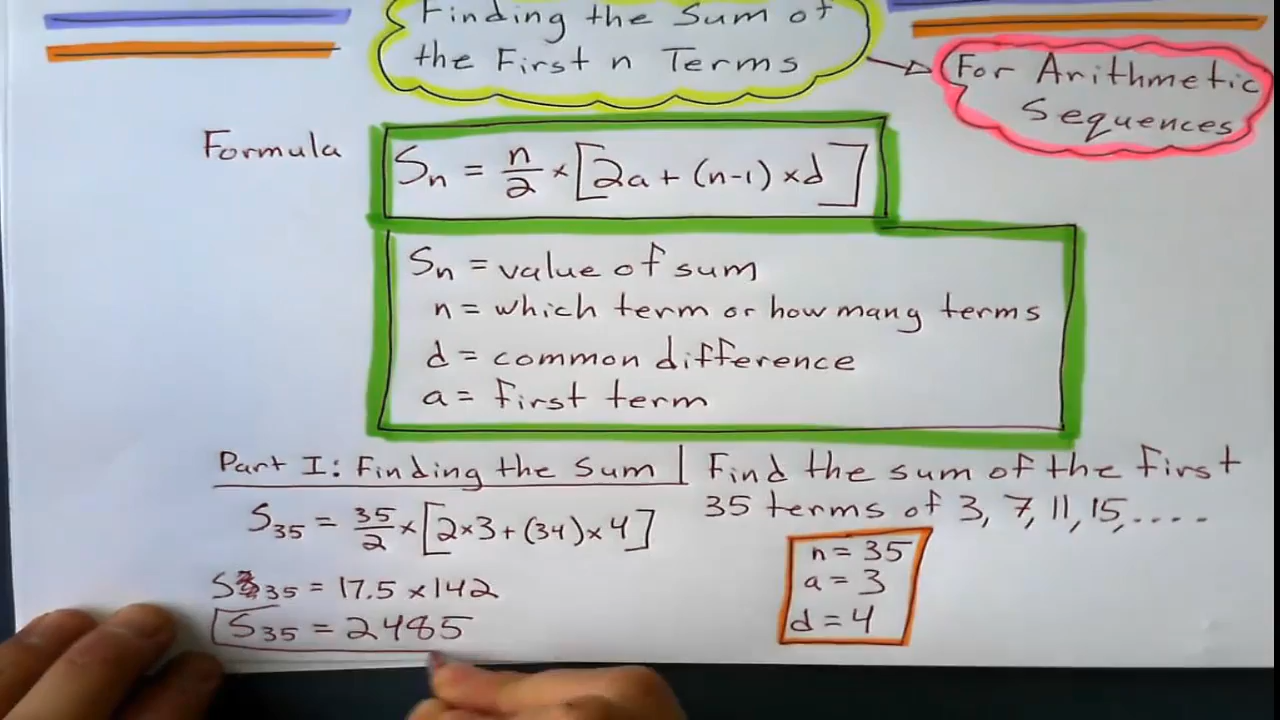 Finding the Sum of
the First n Terms
For Arithmetic
Sequences
Formula
Sn = n/2 × [2a + (n-1) × d]
Sn = value of sum
n = which term or how many terms
d = common difference
a = first term
Part I: Finding the Sum
Find the sum of the first
35 terms of 3, 7, 11, 15, ....
S35 = 35/2 × [2×3 + (34) × 4]
n = 35
a = 3
d = 4
S35 = 17.5 × 142
S35 = 2485